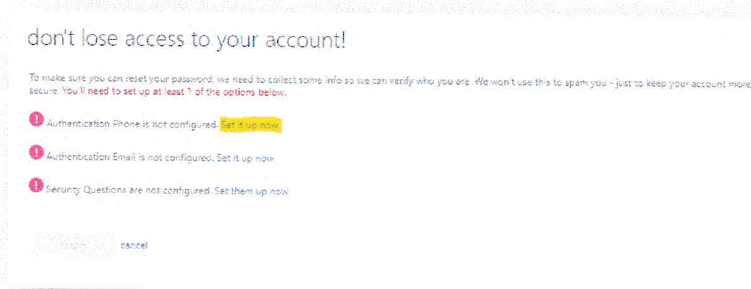 don't lose access to your account!
To make sure you can reset your password, we need to collect some info so we can verify who you are. We won't use this to spam you - just to keep your account more
secure. You'll need to set up at least 1 of the options below.
! Authentication Phone is not configured. Set it up now
! Authentication Email is not configured. Set it up now
! Security Questions are not configured. Set them up now
cancel